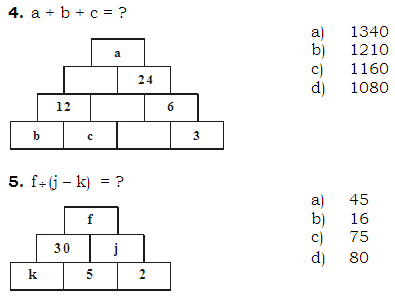 4. a + b + c = ?
a) 1340
b) 1210
c) 1160
d) 1080
a
24
12 6
b c 3
5. f÷(j – k) = ?
a) 45
b) 16
c) 75
d) 80
f
30 j
k 5 2